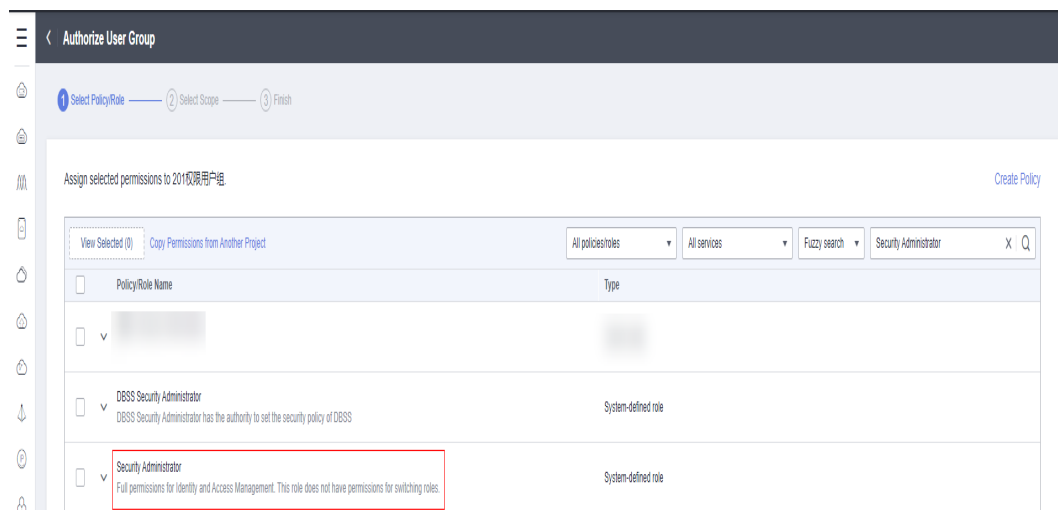 Authorize User Group
1 Select Policy/Role 2 Select Scope 3 Finish
Assign selected permissions to 201权限用户组.
Create Policy
View Selected (0) Copy Permissions from Another Project All policies/roles All services Fuzzy search Security Administrator
Policy/Role Name Type
DBSS Security Administrator
DBSS Security Administrator has the authority to set the security policy of DBSS
System-defined role
Security Administrator
Full permissions for Identity and Access Management. This role does not have permissions for switching roles.
System-defined role